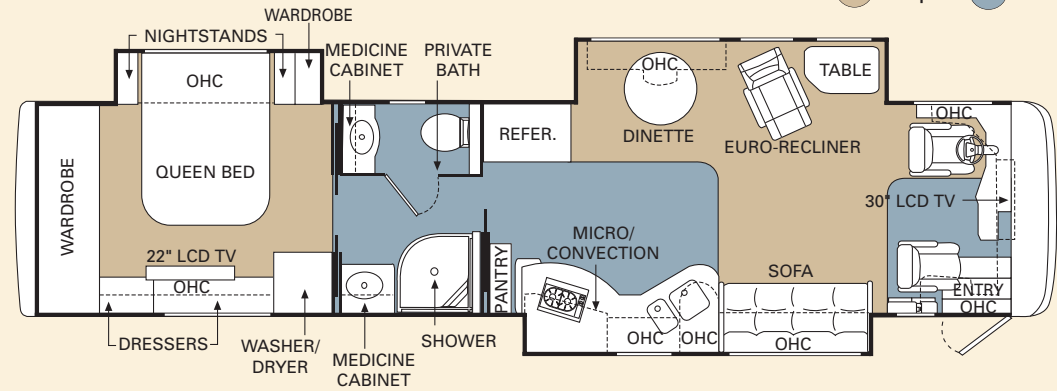 WARDROBE
NIGHTSTANDS
MEDICINE
CABINET
PRIVATE
BATH
OHC
OHC
TABLE
OHC
REFER.
DINETTE
EURO-RECLINER
QUEEN BED
WARDROBE
30" LCD TV
MICRO/
CONVECTION
22" LCD TV
OHC
PANTRY
SOFA
ENTRY
OHC
OHC
OHC
OHC
DRESSERS
WASHER/
DRYER
MEDICINE
CABINET
SHOWER